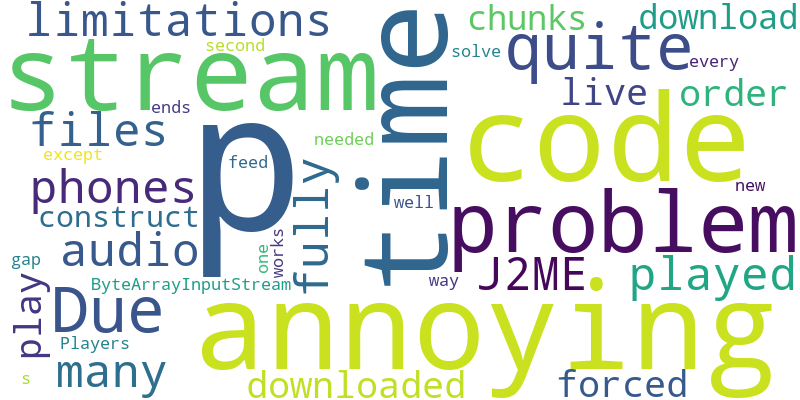 limitations
second
chunks
download
stream
time
solve
quite
every
ends
files
needed
live
order
except
p
feed
code
phones
fully
well
new
construct
problem
audio
one
works
gap
J2ME
played
ByteArrayInputStream
way
play
Due
annoying
Players
many
s
downloaded
forced